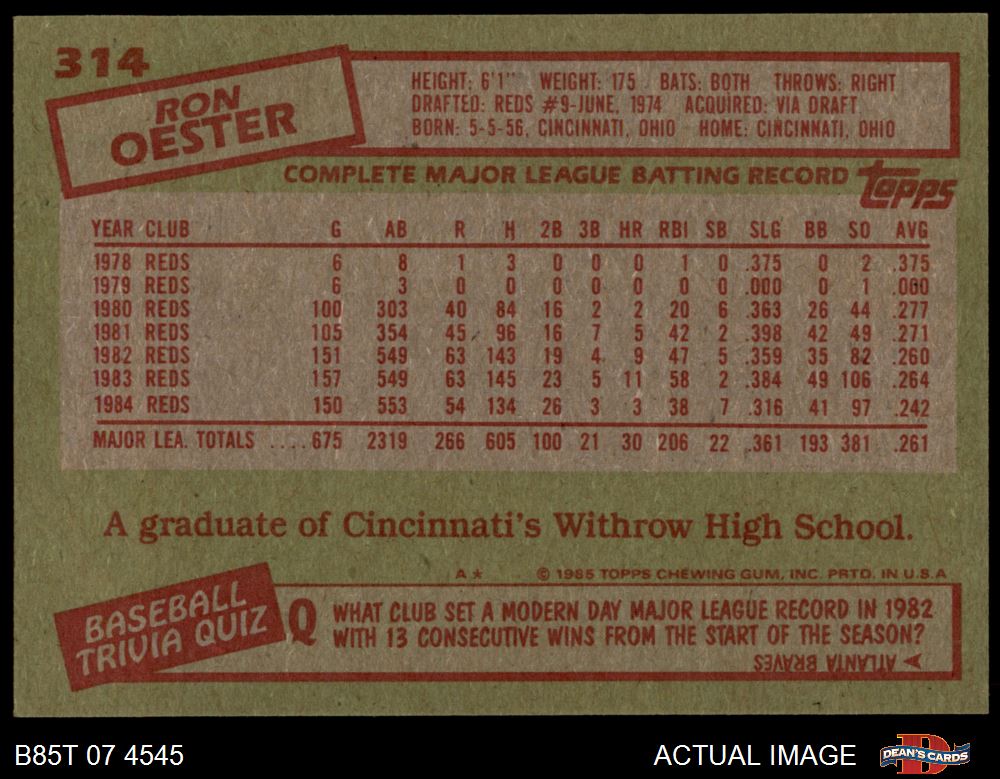 314
RON
OESTER
HEIGHT: 6'1" WEIGHT: 175 BATS: BOTH THROWS: RIGHT
DRAFTED: REDS #9-JUNE, 1974 ACQUIRED: VIA DRAFT
BORN: 5-5-56, CINCINNATI, OHIO HOME: CINCINNATI, OHIO
COMPLETE MAJOR LEAGUE BATTING RECORD topps
YEAR CLUB G AB R H 2B 3B HR RBI SB SLG BB SO AVG
1978 REDS 6 8 1 3 0 0 0 1 0 .375 0 2 .375
1979 REDS 6 3 0 0 0 0 0 0 0 .000 0 1 .000
1980 REDS 100 303 40 84 16 2 2 20 6 .363 26 44 .277
1981 REDS 105 354 45 96 16 7 5 42 2 .398 42 49 .271
1982 REDS 151 549 63 143 19 4 9 47 5 .359 35 82 .260
1983 REDS 157 549 63 145 23 5 11 58 2 .384 49 106 .264
1984 REDS 150 553 54 134 26 3 3 38 7 .316 41 97 .242
MAJOR LEA. TOTALS ....675 2319 266 605 100 21 30 206 22 .361 193 381 .261
A graduate of Cincinnati's Withrow High School.
A* © 1985 TOPPS CHEWING GUM, INC. PRTD. IN U.S.A
BASEBALL
TRIVIA QUIZ
Q WHAT CLUB SET A MODERN DAY MAJOR LEAGUE RECORD IN 1982
WITH 13 CONSECUTIVE WINS FROM THE START OF THE SEASON?
ATLANTA BRAVES
B85T 07 4545 ACTUAL IMAGE
D
DEAN'S CARDS